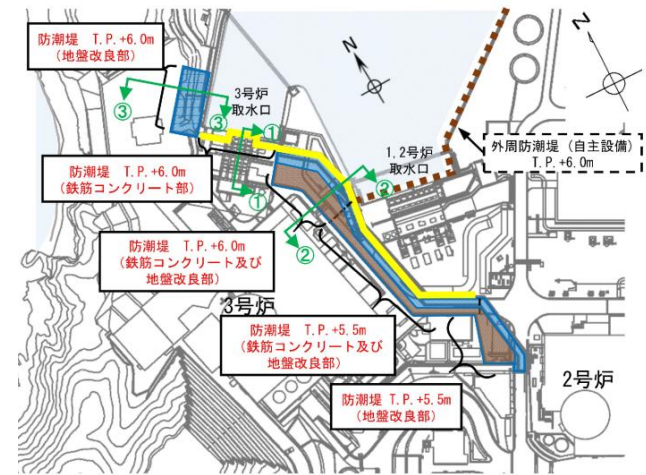 防潮堤 T.P.+6.0m
(地盤改良部)
N
N
3号炉
取水口
③
③
①
1,2号炉
取水口
外周防潮堤(自主設備)
T.P.+6.0m
防潮堤 T.P.+6.0m
(鉄筋コンクリート部)
①
②
防潮堤 T.P.+6.0m
(鉄筋コンクリート及び
地盤改良部)
②
3号炉
防潮堤 T.P.+5.5m
(鉄筋コンクリート及び
地盤改良部)
2号炉
防潮堤 T.P.+5.5m
(地盤改良部)